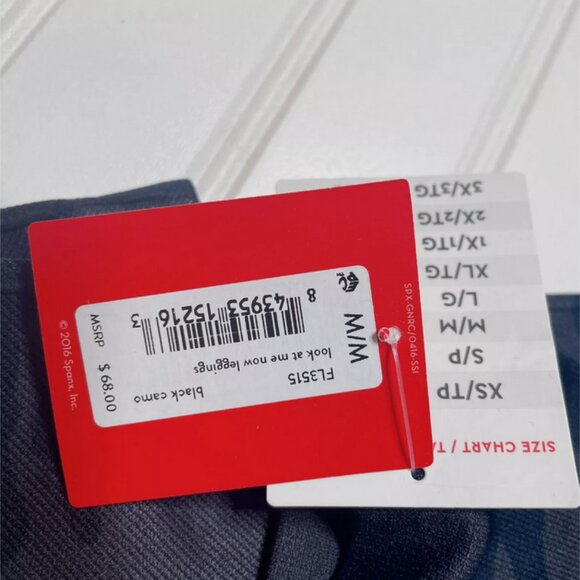 FL3515
look at me now leggings
black camo
M/M
8 43953 15216 3
MSRP
$ 68.00
© 2016 Spanx, Inc.
SPX-GNRC/0416-SSI
SIZE CHART / TA
XS/TP
S/P
M/M
L/G
XL/TG
1X/1TG
2X/2TG
3X/3TG